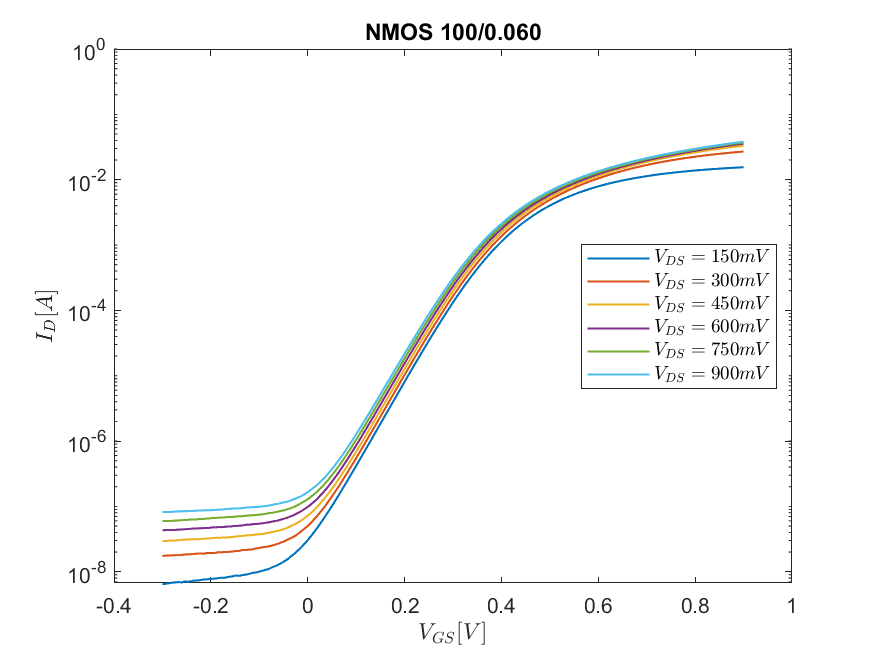 NMOS 100/0.060
10^0
10^-2
10^-4
10^-6
10^-8
I_D[A]
-0.4 -0.2 0 0.2 0.4 0.6 0.8 1
V_GS[V]
V_DS = 150mV
V_DS = 300mV
V_DS = 450mV
V_DS = 600mV
V_DS = 750mV
V_DS = 900mV